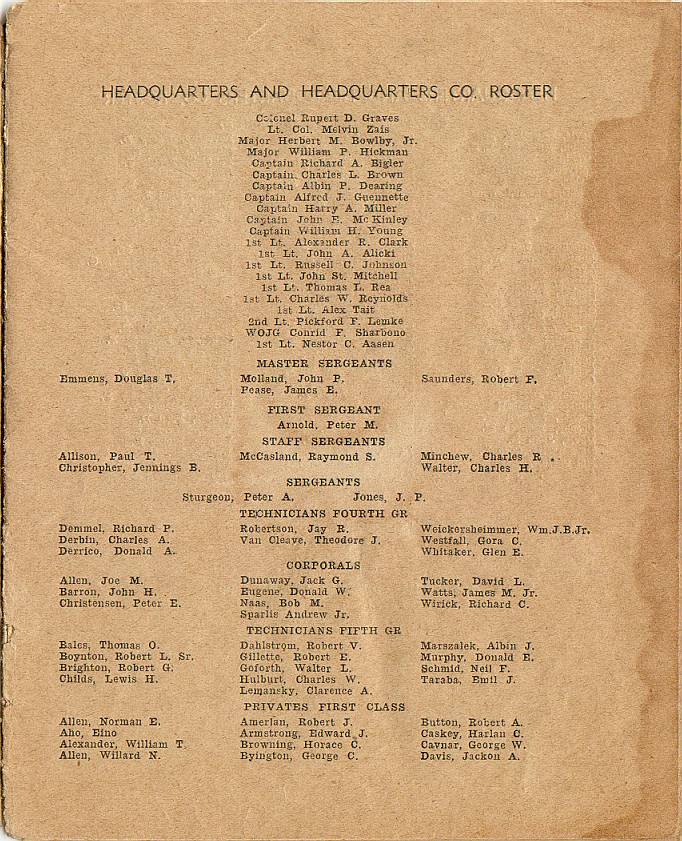 HEADQUARTERS AND HEADQUARTERS CO. ROSTER
Colonel Rupert D. Graves
Lt. Col. Melvin Zais
Major Herbert M. Bowlby, Jr.
Major William P. Hickman
Captain Richard A. Bigler
Captain Charles L. Brown
Captain Albin P. Dearing
Captain Alfred J. Guennette
Captain Harry A. Miller
Captain John E. McKinley
Captain William H. Young
1st Lt. Alexander R. Clark
1st Lt. John A. Alicki
1st Lt. Russell C. Johnson
1st Lt. John St. Mitchell
1st Lt. Thomas L. Rea
1st Lt. Charles W. Reynolds
1st Lt. Alex Tait
2nd Lt. Pickford F. Lemke
WOJG Conrid F. Sharbono
1st Lt. Nestor C. Aasen
MASTER SERGEANTS
Emmens, Douglas T. Molland, John P. Saunders, Robert F.
Pease, James E.
FIRST SERGEANT
Arnold, Peter M.
STAFF SERGEANTS
Allison, Paul T. McCasland, Raymond S. Minchew, Charles R.
Christopher, Jennings B. Walter, Charles H.
SERGEANTS
Sturgeon, Peter A. Jones, J. P.
TECHNICIANS FOURTH GR
Demmel, Richard P. Robertson, Jay R. Weickersheimmer, Wm.J.B.Jr.
Derbin, Charles A. Van Cleave, Theodore J. Westfall, Gora C.
Derrico, Donald A. Whitaker, Glen E.
CORPORALS
Allen, Joe M. Dunaway, Jack G. Tucker, David L.
Barron, John H. Eugene, Donald W. Watts, James M. Jr.
Christensen, Peter E. Naas, Bob M. Wirick, Richard C.
Sparlis Andrew Jr.
TECHNICIANS FIFTH GR
Bales, Thomas O. Dahlstrom, Robert V. Marszalek, Albin J.
Boynton, Robert L. Sr. Gillette, Robert E. Murphy, Donald E.
Brighton, Robert G. Goforth, Walter L. Schmid, Neil F.
Childs, Lewis H. Hulburt, Charles W. Taraba, Emil J.
Lemansky, Clarence A.
PRIVATES FIRST CLASS
Allen, Norman E. Amerian, Robert J. Button, Robert A.
Aho, Eino Armstrong, Edward J. Caskey, Harlan C.
Alexander, William T. Browning, Horace C. Cavnar, George W.
Allen, Willard N. Byington, George C. Davis, Jackon A.